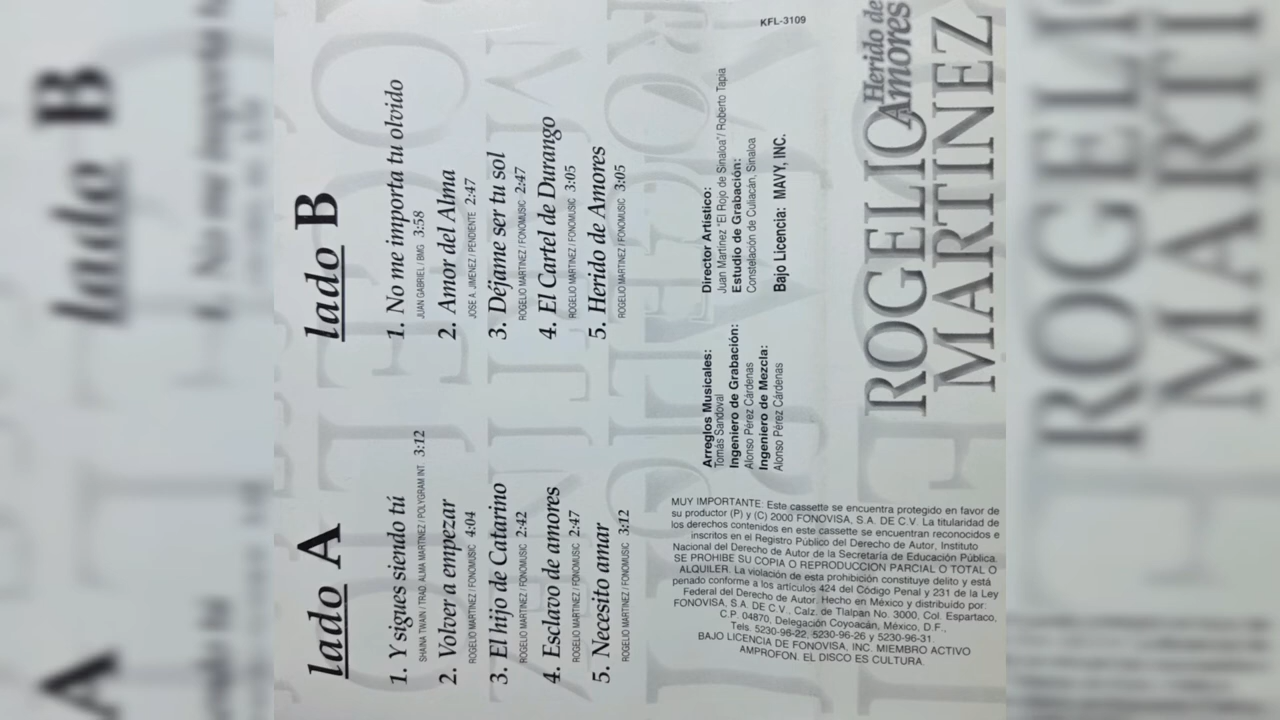 lado A
1. Y sigues siendo tú
SHAINA TWAIN / TRAD. ALMA MARTINEZ / POLYGRAM INT. 3:12
2. Volver a empezar
ROGELIO MARTINEZ / FONOMUSIC 4:04
3. El hijo de Catarino
ROGELIO MARTINEZ / FONOMUSIC 2:42
4. Esclavo de amores
ROGELIO MARTINEZ / FONOMUSIC 2:47
5. Necesito amar
ROGELIO MARTINEZ / FONOMUSIC 3:12
lado B
1. No me importa tu olvido
JUAN GABRIEL / BMG 3:58
2. Amor del Alma
JOSE A. JIMENEZ / PENDIENTE 2:47
3. Déjame ser tu sol
ROGELIO MARTINEZ / FONOMUSIC 2:47
4. El Cartel de Durango
ROGELIO MARTINEZ / FONOMUSIC 3:05
5. Herido de Amores
ROGELIO MARTINEZ / FONOMUSIC 3:05
MUY IMPORTANTE: Este cassette se encuentra protegido en favor de
su productor (P) y (C) 2000 FONOVISA, S.A. DE C.V. La titularidad de
los derechos contenidos en este cassette se encuentran reconocidos e
inscritos en el Registro Público del Derecho de Autor, Instituto
Nacional del Derecho de Autor de la Secretaría de Educación Pública.
SE PROHIBE SU COPIA O REPRODUCCION PARCIAL O TOTAL O
ALQUILER. La violación de esta prohibición constituye delito y está
penado conforme a los artículos 424 del Código Penal y 231 de la Ley
Federal del Derecho de Autor. Hecho en México y distribuido por:
FONOVISA, S.A. DE C.V., Calz. de Tlalpan No. 3000, Col. Espartaco,
C.P. 04870, Delegación Coyoacán, México, D.F.,
Tels. 5230-96-22, 5230-96-26 y 5230-96-31.
BAJO LICENCIA DE FONOVISA, INC. MIEMBRO ACTIVO
AMPROFON. EL DISCO ES CULTURA.
Arreglos Musicales:
Tomás Sandoval
Ingeniero de Grabación:
Alonso Pérez Cárdenas
Ingeniero de Mezcla:
Alonso Pérez Cárdenas
Director Artístico:
Juan Martínez "El Rojo de Sinaloa"/ Roberto Tapia
Estudio de Grabación:
Constelación de Culiacán, Sinaloa
Bajo Licencia: MAVY, INC.
KFL-3109
ROGELIO
MARTINEZ
Herido de
Amores